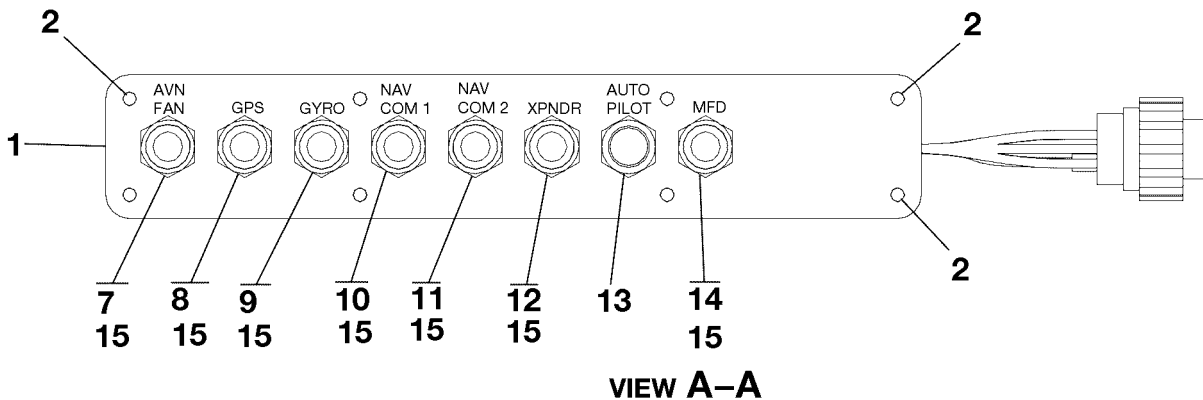 2
2
AVN
FAN
GPS
GYRO
NAV
COM 1
NAV
COM 2
XPNDR
AUTO
PILOT
MFD
1
2
7
15
8
15
9
15
10
15
11
15
12
15
13
14
15
VIEW A–A